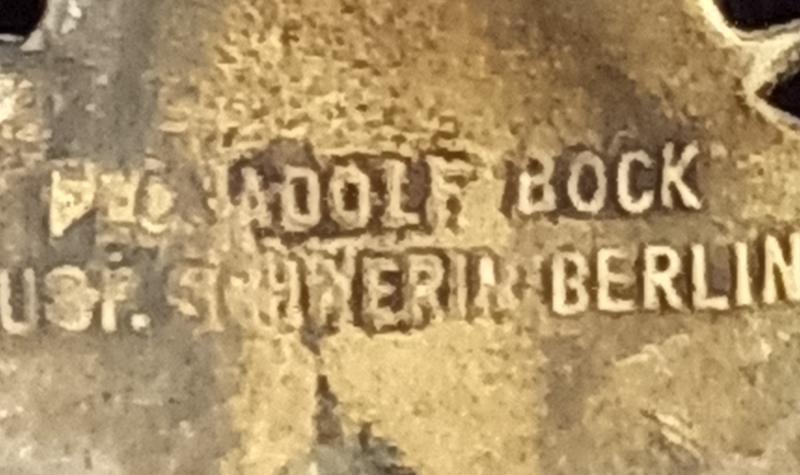 ADOLF BOCK
USF. SCHWERIN BERLIN